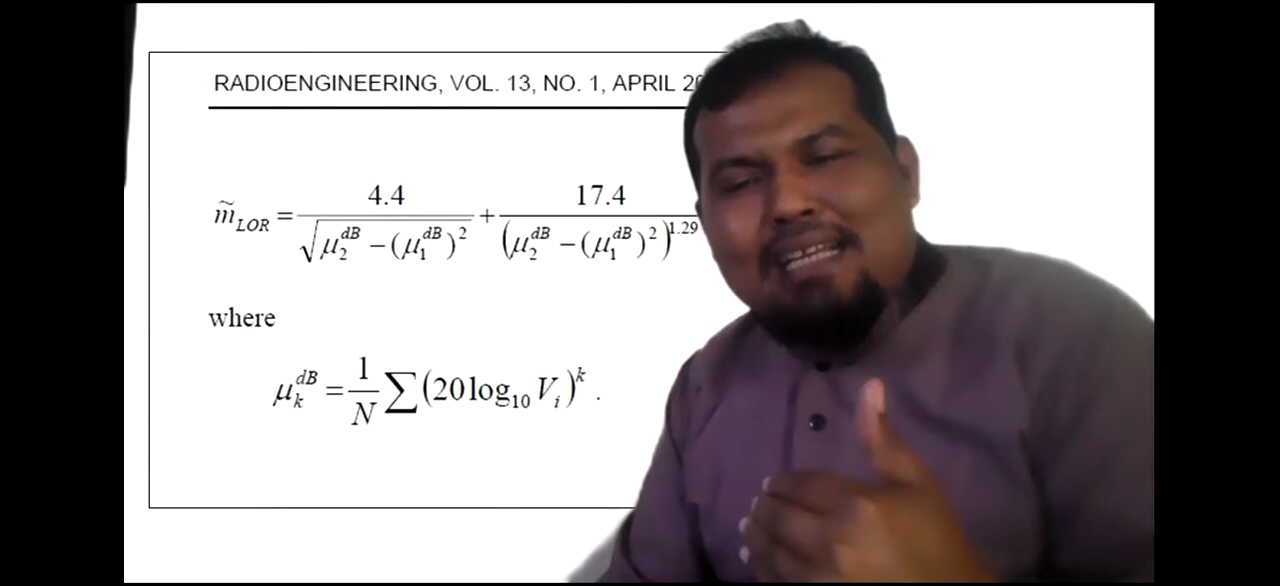 RADIOENGINEERING, VOL. 13, NO. 1, APRIL
m̃_LOR = 4.4 / √(μ₂^dB − (μ₁^dB)²) + 17.4 / (μ₂^dB − (μ₁^dB)²)^1.29
where
μ_k^dB = 1/N ∑ (20 log₁₀ V_i)^k .